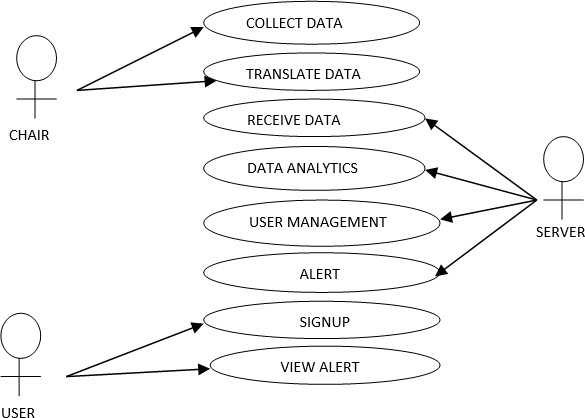 COLLECT DATA
TRANSLATE DATA
CHAIR
RECEIVE DATA
DATA ANALYTICS
USER MANAGEMENT
SERVER
ALERT
SIGNUP
VIEW ALERT
USER